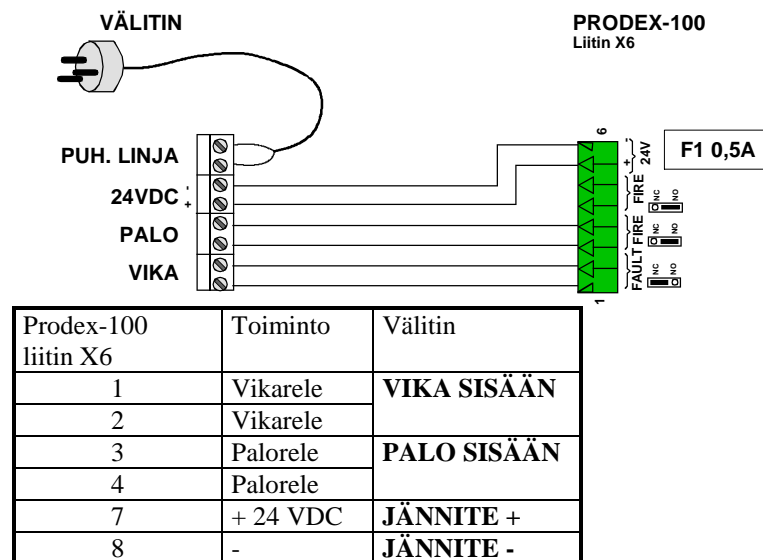 VÄLITIN
PRODEX-100
Liitin X6
PUH. LINJA
6
-
+
24V
F1 0,5A
24VDC
-
+
FIRE
NC
NO
PALO
FIRE
NC
NO
VIKA
FAULT
NC
NO
1
Prodex-100
liitin X6
Toiminto
Välitin
1
Vikarele
VIKA SISÄÄN
2
Vikarele
3
Palorele
PALO SISÄÄN
4
Palorele
7
+ 24 VDC
JÄNNITE +
8
-
JÄNNITE -